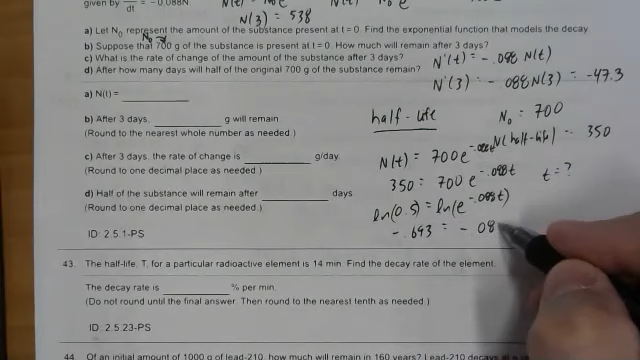 given by dt = -0.088N
N(3) = 538
a) Let N0 represent the amount of the substance present at t = 0. Find the exponential function that models the decay
N0
b) Suppose that 700 g of the substance is present at t = 0. How much will remain after 3 days?
c) What is the rate of change of the amount of the substance after 3 days?
d) After how many days will half of the original 700 g of the substance remain?
N'(t) = -.088 N(t)
N'(3) = -.088N(3) = -47.3
a) N(t) =
half-life
N0 = 700
b) After 3 days, g will remain
(Round to the nearest whole number as needed.)
N(half-life) = 350
N(t) = 700e^-.088t
c) After 3 days, the rate of change is g/day.
(Round to one decimal place as needed.)
350 = 700e^-.088t
t = ?
d) Half of the substance will remain after days
(Round to one decimal place as needed.)
ln(0.5) = ln(e^-.088t)
-.693 = -.08
ID: 2.5.1-PS
43. The half-life, T, for a particular radioactive element is 14 min. Find the decay rate of the element.
The decay rate is % per min.
(Do not round until the final answer. Then round to the nearest tenth as needed.)
ID: 2.5.23-PS
44. Of an initial amount of 1000 g of lead-210, how much will remain in 160 years? Lead-210 decays at a